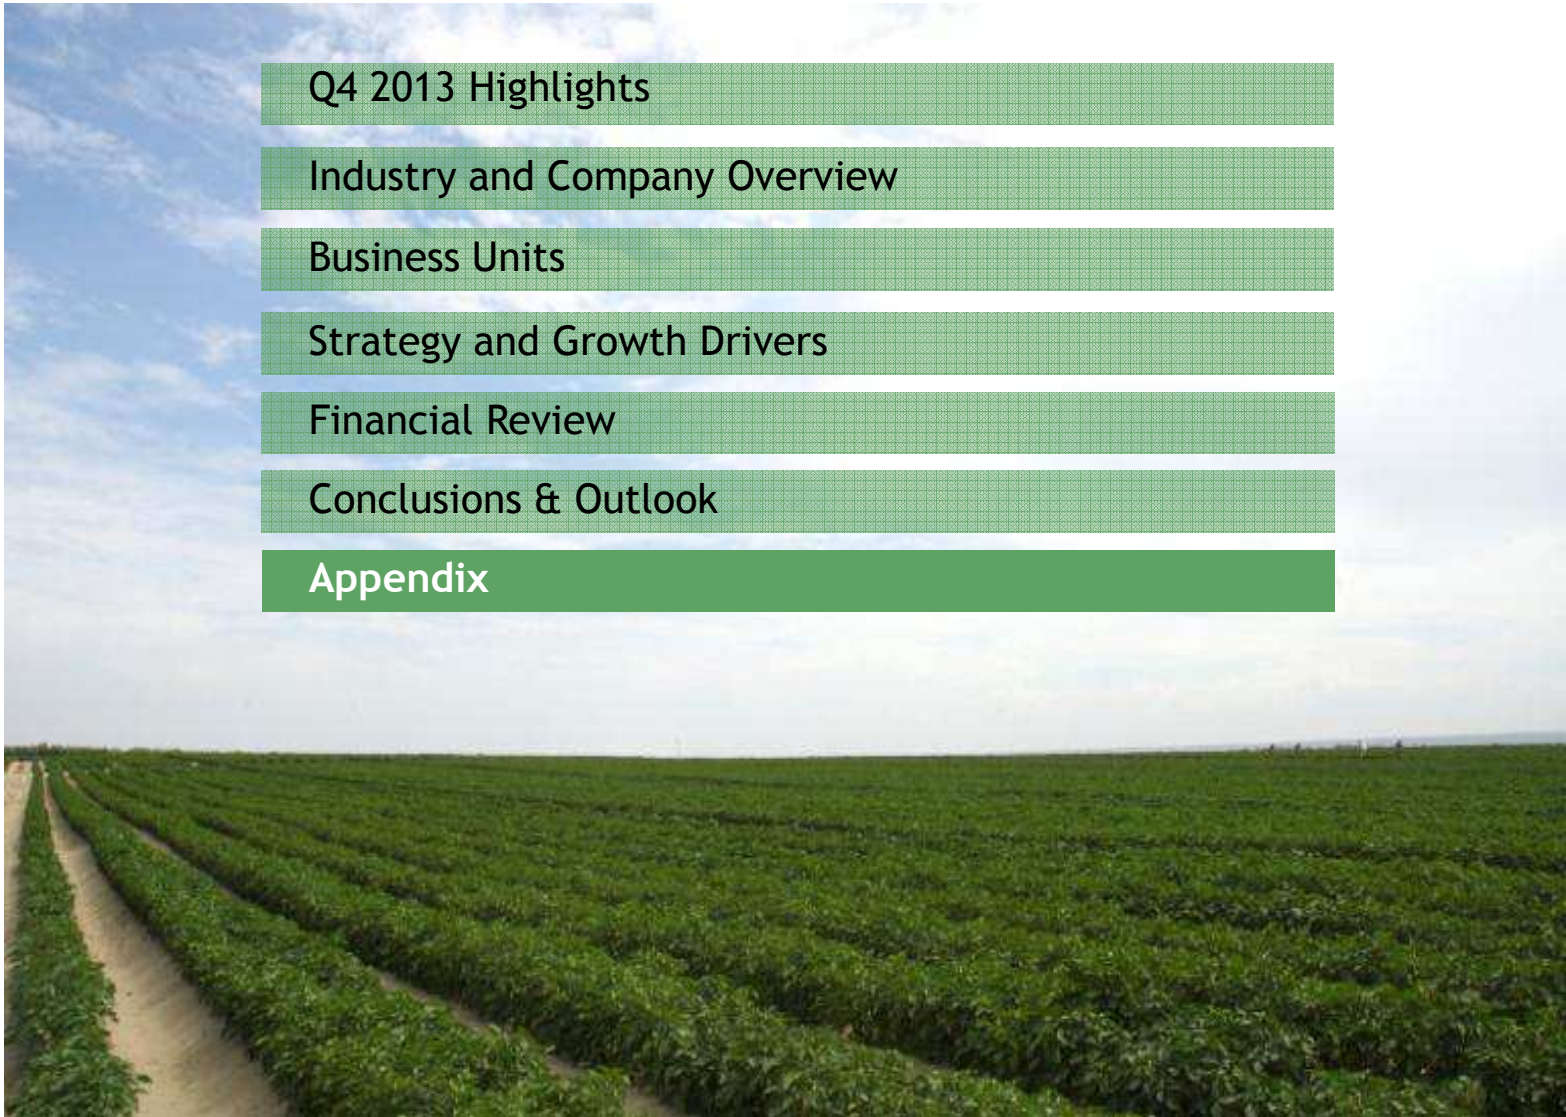 Q4 2013 Highlights
Industry and Company Overview
Business Units
Strategy and Growth Drivers
Financial Review
Conclusions & Outlook
Appendix